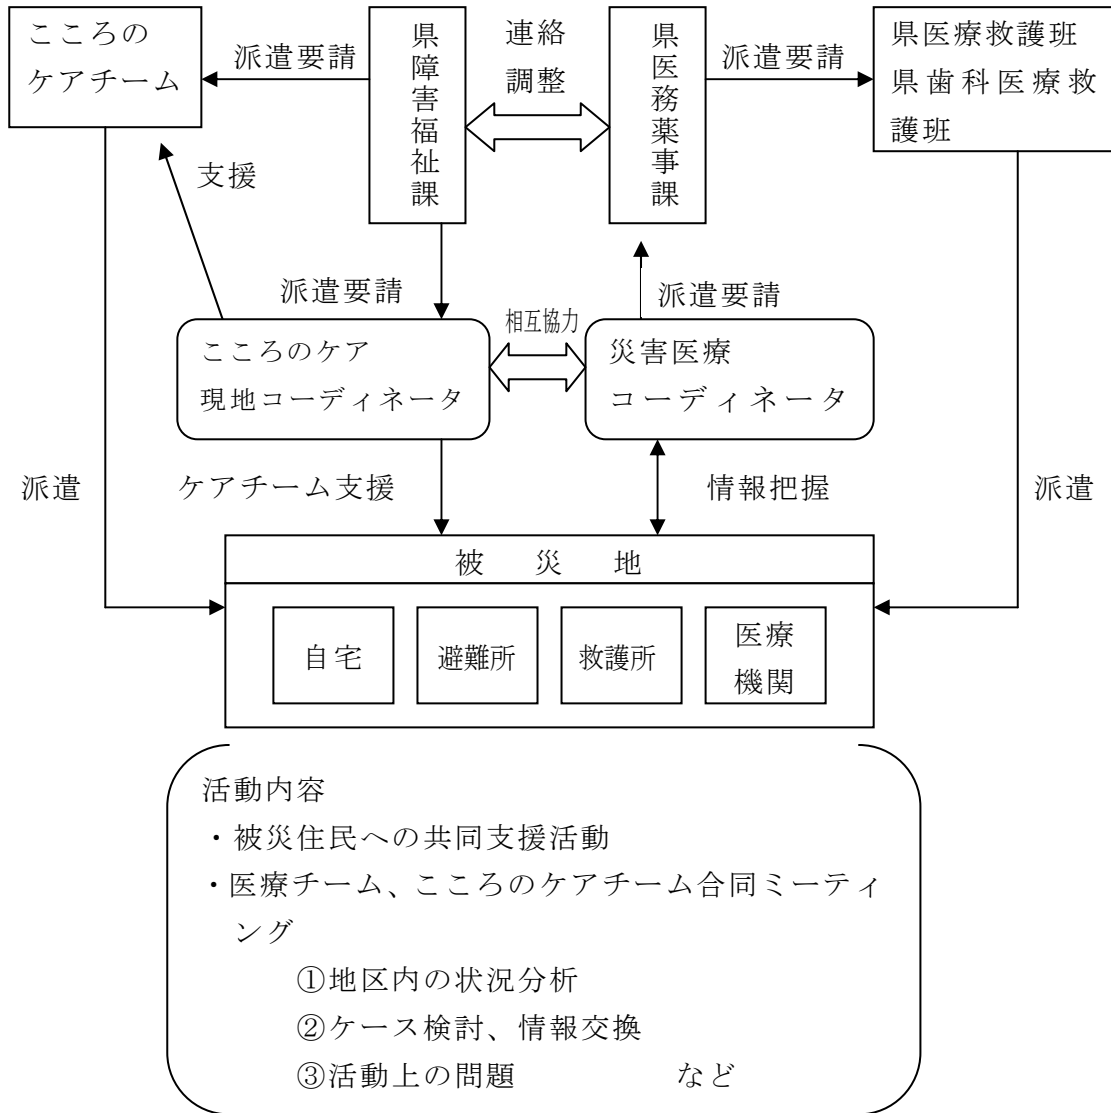 こころの
ケアチーム
派遣要請
県障害福祉課
連絡
調整
県医務薬事課
派遣要請
県医療救護班
県歯科医療救
護班
支援
派遣要請
派遣要請
相互協力
こころのケア
現地コーディネータ
災害医療
コーディネータ
派遣
ケアチーム支援
情報把握
派遣
被 災 地
自宅
避難所
救護所
医療
機関
活動内容
・被災住民への共同支援活動
・医療チーム、こころのケアチーム合同ミーティ
ング
①地区内の状況分析
②ケース検討、情報交換
③活動上の問題 など